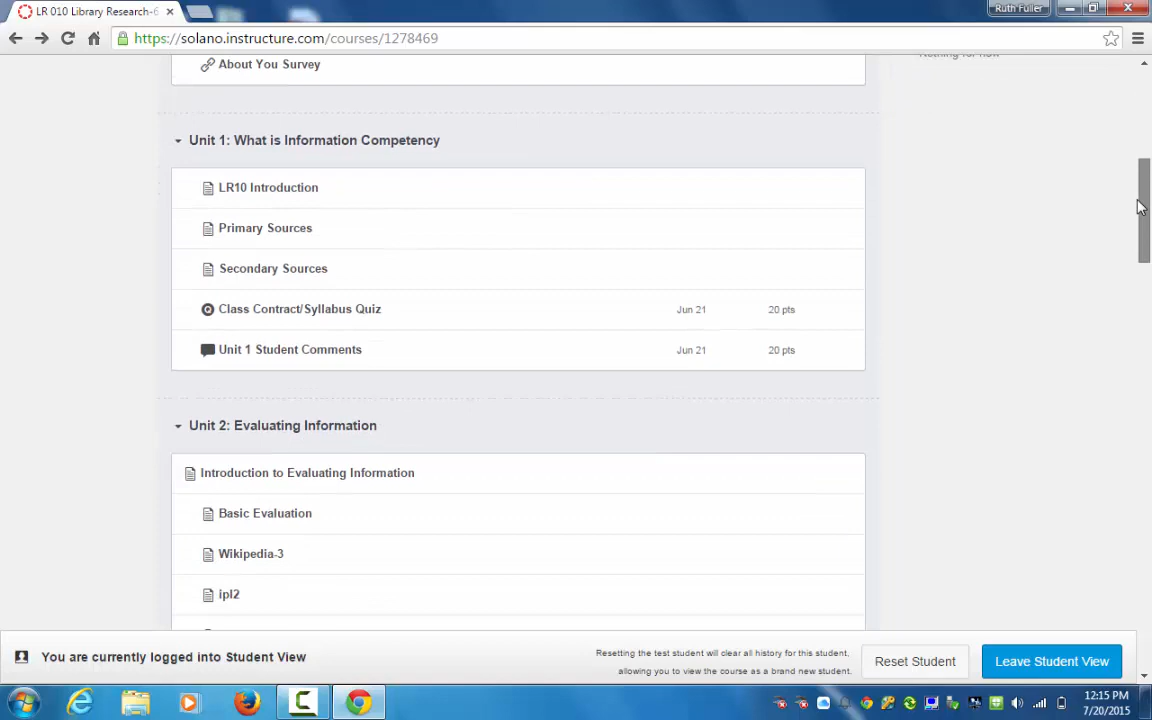 LR 010 Library Research-6
Ruth Fuller
https://solano.instructure.com/courses/1278469
About You Survey
Nothing for now
Unit 1: What is Information Competency
LR10 Introduction
Primary Sources
Secondary Sources
Class Contract/Syllabus Quiz Jun 21 20 pts
Unit 1 Student Comments Jun 21 20 pts
Unit 2: Evaluating Information
Introduction to Evaluating Information
Basic Evaluation
Wikipedia-3
ipl2
You are currently logged into Student View
Resetting the test student will clear all history for this student,
allowing you to view the course as a brand new student.
Reset Student
Leave Student View
12:15 PM
7/20/2015